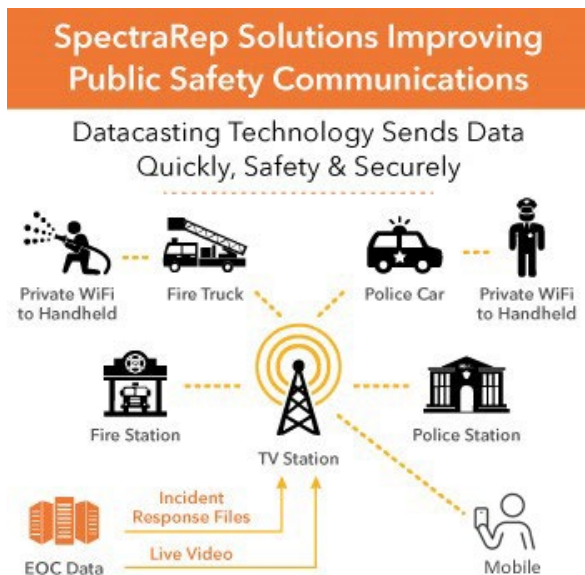 SpectraRep Solutions Improving
Public Safety Communications
Datacasting Technology Sends Data
Quickly, Safety & Securely
Private WiFi
to Handheld
Fire Truck
Police Car
Private WiFi
to Handheld
Fire Station
TV Station
Police Station
Incident
Response Files
Live Video
EOC Data
Mobile